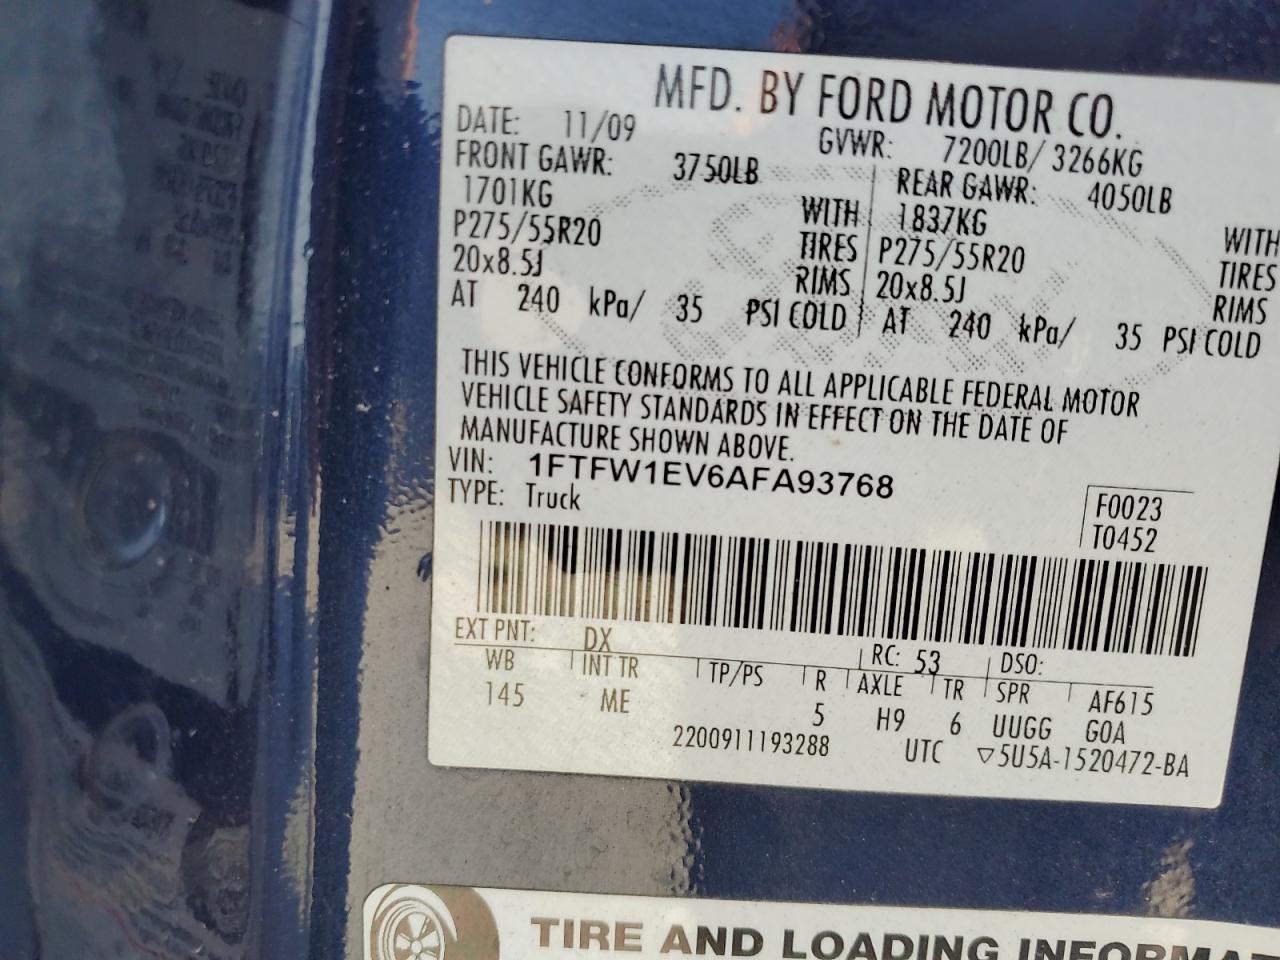 MFD. BY FORD MOTOR CO.
DATE: 11/09 GVWR: 7200LB/ 3266KG
FRONT GAWR: 3750LB REAR GAWR: 4050LB
1701KG WITH 1837KG WITH
P275/55R20 TIRES P275/55R20 TIRES
20x8.5J RIMS 20x8.5J RIMS
AT 240 kPa/ 35 PSI COLD AT 240 kPa/ 35 PSI COLD
THIS VEHICLE CONFORMS TO ALL APPLICABLE FEDERAL MOTOR
VEHICLE SAFETY STANDARDS IN EFFECT ON THE DATE OF
MANUFACTURE SHOWN ABOVE.
VIN: 1FTFW1EV6AFA93768
TYPE: Truck
F0023
T0452
EXT PNT: DX RC: 53 DSO:
WB INT TR TP/PS R AXLE TR SPR AF615
145 ME 5 H9 6 UUGG GOA
2200911193288 UTC ▽5U5A-1520472-BA
TIRE AND LOADING INFORMAT